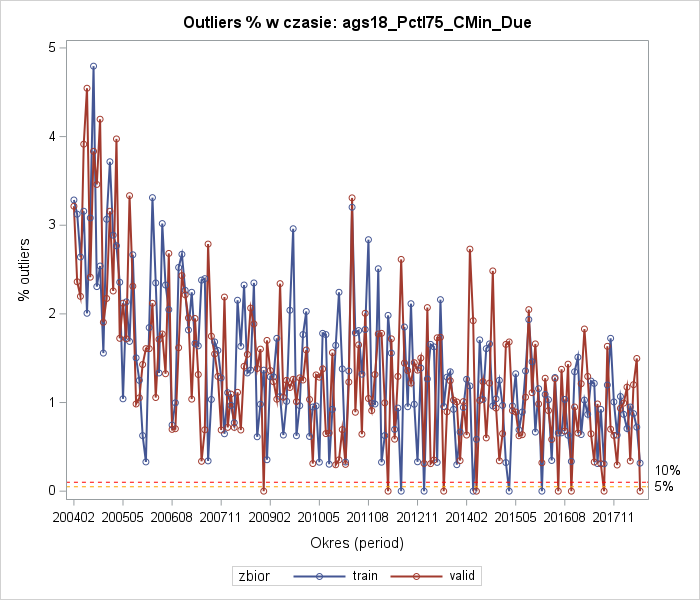 Outliers % w czasie: ags18_Pctl75_CMin_Due
% outliers
5
4
3
2
1
0
10%
5%
200402 200505 200608 200711 200902 201005 201108 201211 201402 201505 201608 201711
Okres (period)
zbior train valid